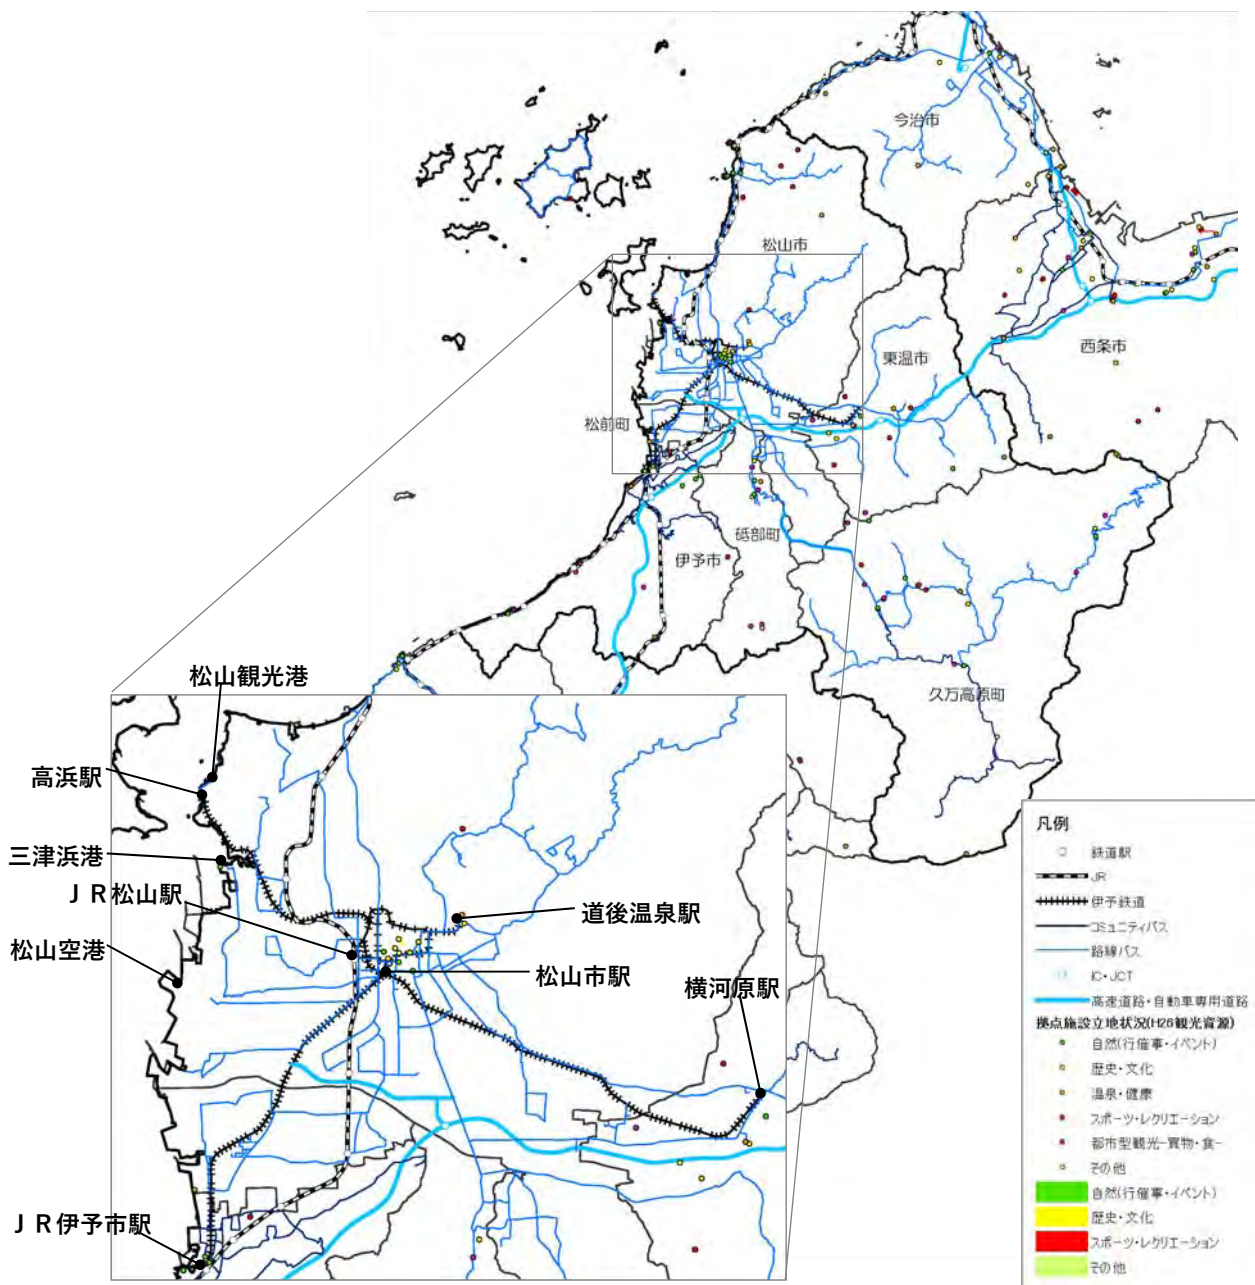 今治市
松山市
東温市
西条市
松前町
砥部町
伊予市
久万高原町
松山観光港
高浜駅
三津浜港
ＪＲ松山駅
松山空港
道後温泉駅
松山市駅
横河原駅
ＪＲ伊予市駅
凡例
鉄道駅
JR
伊予鉄道
コミュニティバス
路線バス
IC・JCT
高速道路・自動車専用道路
拠点施設立地状況(H26観光資源)
自然(行催事・イベント)
歴史・文化
温泉・健康
スポーツ・レクリエーション
都市型観光-買物・食-
その他
自然(行催事・イベント)
歴史・文化
スポーツ・レクリエーション
その他